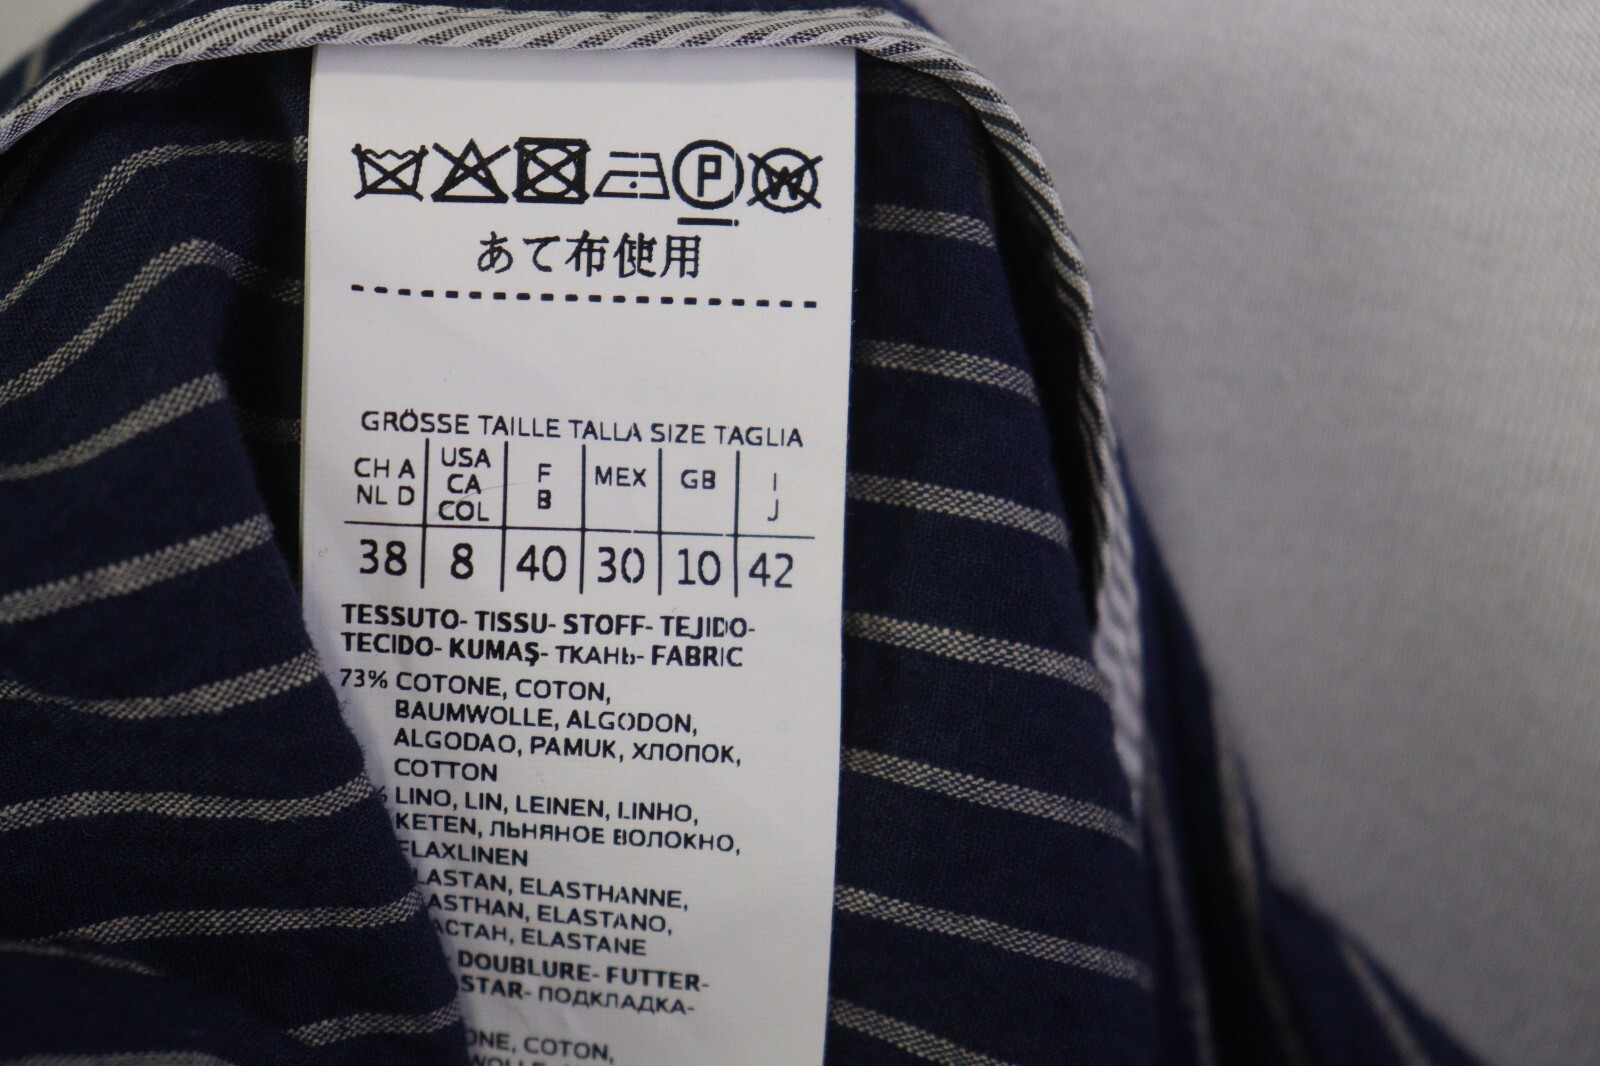 P W
あて布使用
GRÖSSE TAILLE TALLA SIZE TAGLIA
CH A NL D USA CA COL F B MEX GB I J
38 8 40 30 10 42
TESSUTO- TISSU- STOFF- TEJIDO-
TECIDO- KUMAŞ- ТКАНЬ- FABRIC
73% COTONE, COTON,
BAUMWOLLE, ALGODON,
ALGODAO, PAMUK, ХЛОПОК,
COTTON
LINO, LIN, LEINEN, LINHO,
KETEN, ЛЬНЯНОЕ ВОЛОКНО,
FLAXLINEN
ELASTHANNE,
ELASTANO,
ELASTANE
DOUBLURE- FUTTER-
ПОДКЛАДКА-
COTON,